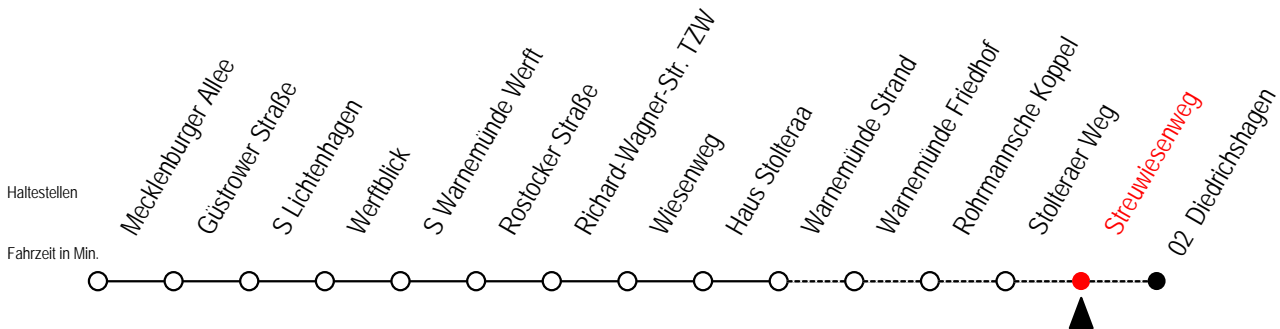 Mecklenburger Allee
Güstrower Straße
S Lichtenhagen
Werftblick
S Warnemünde Werft
Rostocker Straße
Richard-Wagner-Str. TZW
Wiesenweg
Haus Stolteraa
Warnemünde Strand
Warnemünde Friedhof
Rohrmannsche Koppel
Stolteraer Weg
Streuwiesenweg
02 Diedrichshagen
Haltestellen
Fahrzeit in Min.